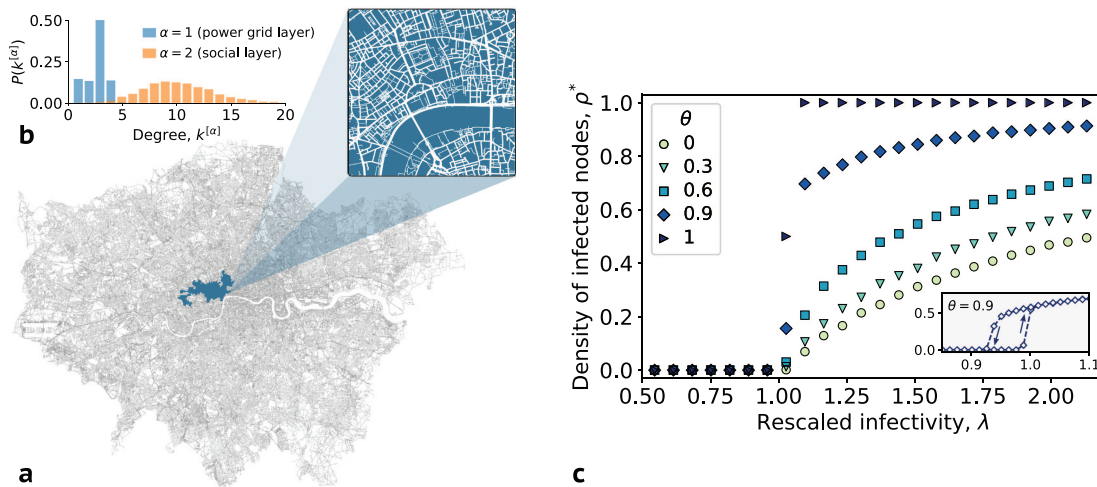 0.50
0.25
0.00
P(k^[α])
α = 1 (power grid layer)
α = 2 (social layer)
0 5 10 15 20
Degree, k^[α]
b
a
Density of infected nodes, ρ*
1.0
0.8
0.6
0.4
0.2
0.0
θ
0
0.3
0.6
0.9
1
θ = 0.9
0.5
0.0
0.9 1.0 1.1
0.50 0.75 1.00 1.25 1.50 1.75 2.00
Rescaled infectivity, λ
c